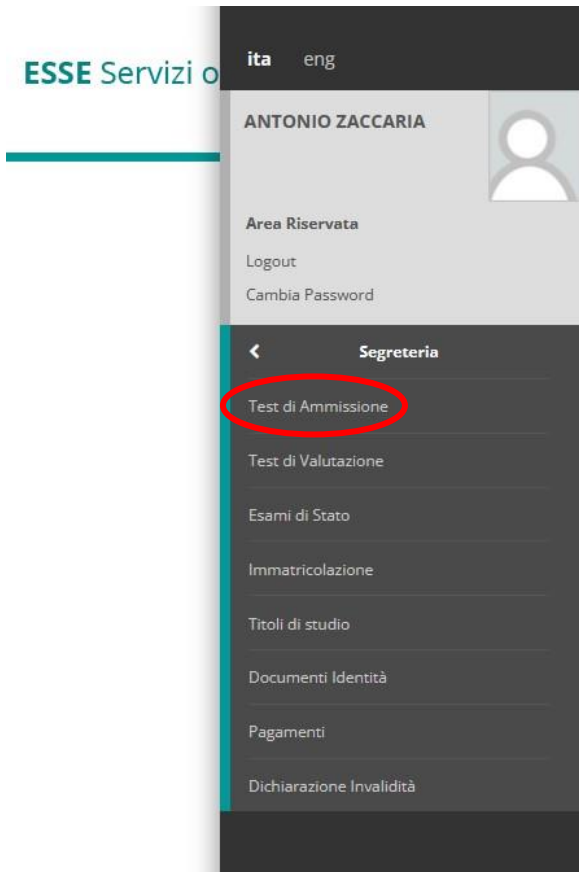 ESSE Servizi o
ita eng
ANTONIO ZACCARIA
Area Riservata
Logout
Cambia Password
Segreteria
Test di Ammissione
Test di Valutazione
Esami di Stato
Immatricolazione
Titoli di studio
Documenti Identità
Pagamenti
Dichiarazione Invalidità